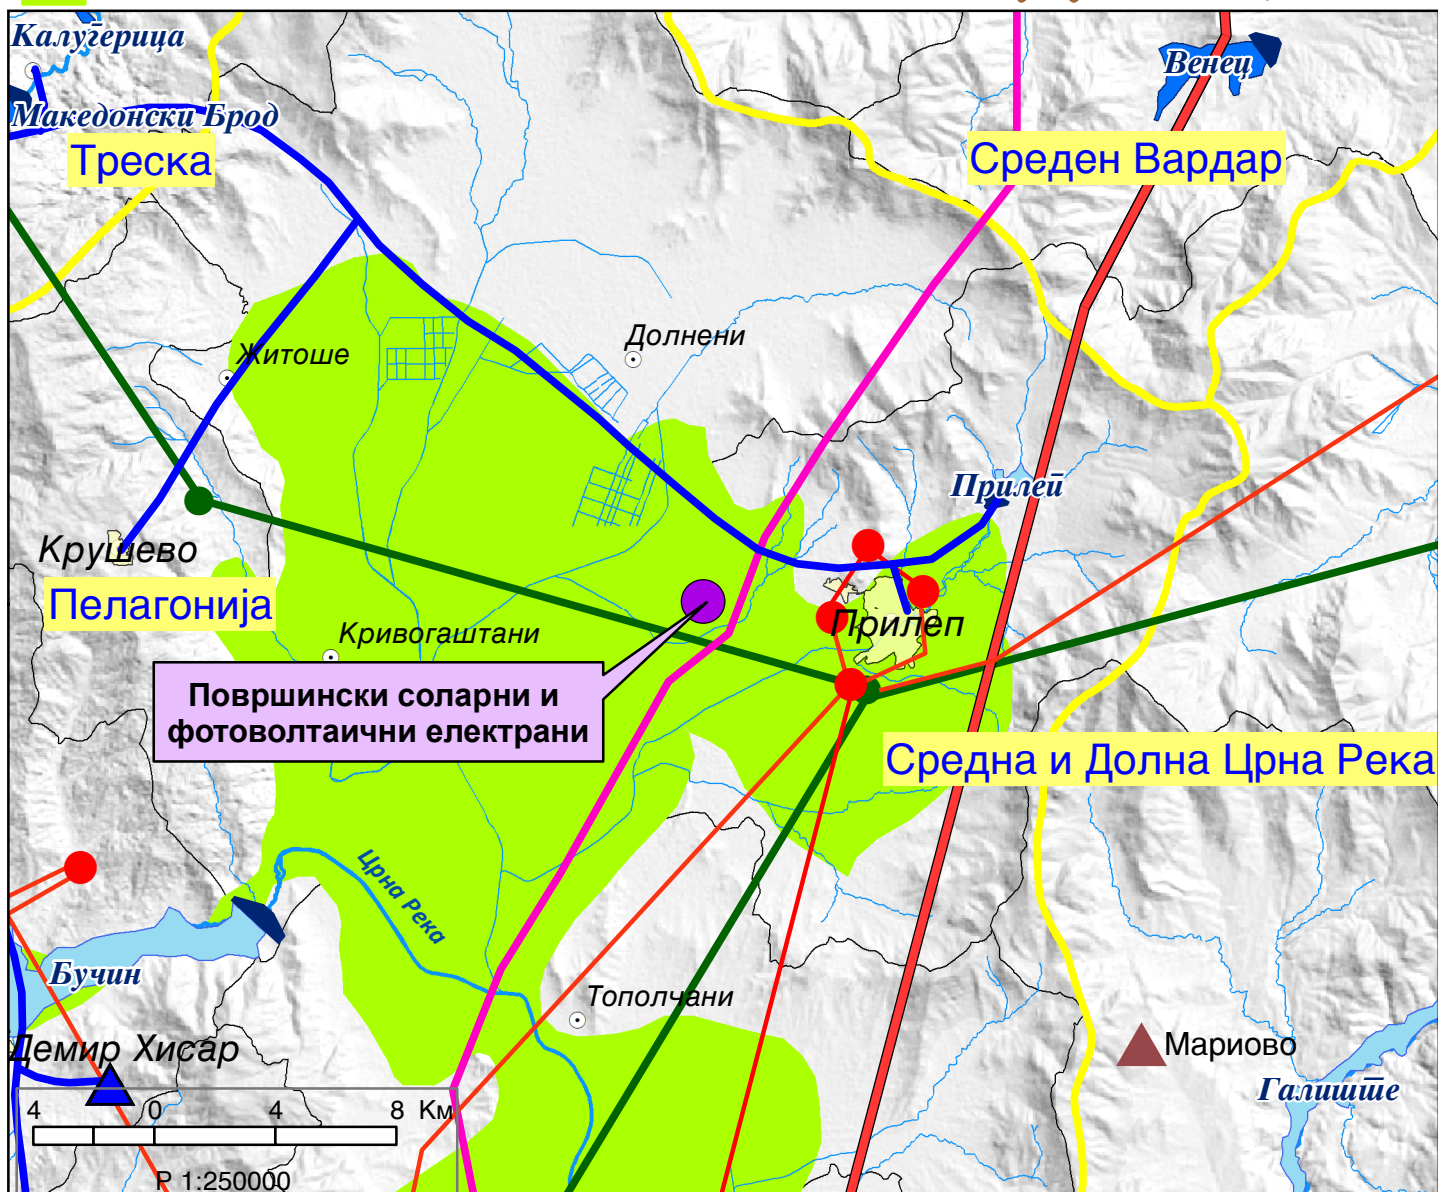 Калуѓерица
Венец
Македонски Брод
Треска
Среден Вардар
Долнени
Житоше
Прилеп
Крушево
Пелагонија
Кривогаштани
Прилеп
Површински соларни и
фотоволтаични електрани
Средна и Долна Црна Река
Црна Река
Бучин
Тополчани
Демир Хисар
Мариово
Галиште
4 0 4 8 Км
Р 1:250000